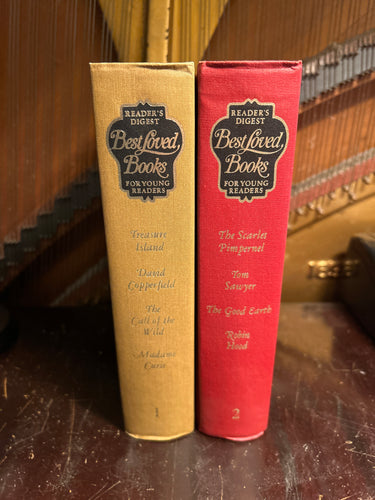 READER'S
DIGEST
Best Loved
Books
FOR YOUNG
READERS
Treasure
Island
David
Copperfield
The
Call of the
Wild
Madame
Curie
1
READER'S
DIGEST
Best Loved
Books
FOR YOUNG
READERS
The Scarlet
Pimpernel
Tom
Sawyer
The Good Earth
Robin
Hood
2